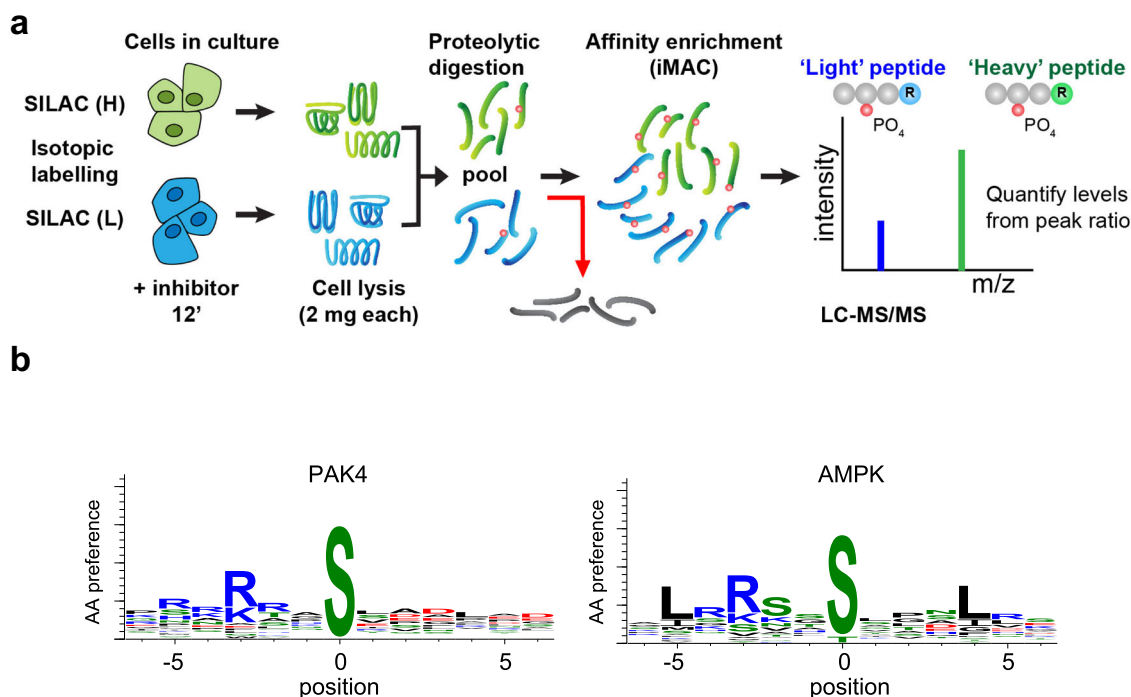 a
Cells in culture
SILAC (H)
Isotopic
labelling
SILAC (L)
+ inhibitor
12’
Cell lysis
(2 mg each)
Proteolytic
digestion
pool
Affinity enrichment
(iMAC)
‘Light’ peptide
‘Heavy’ peptide
R
R
PO4
PO4
intensity
Quantify levels
from peak ratio
m/z
LC-MS/MS
b
PAK4
AA preference
R
K
R
R
R
S
-5
0
5
position
AMPK
AA preference
L
R
R
K
S
S
L
-5
0
5
position